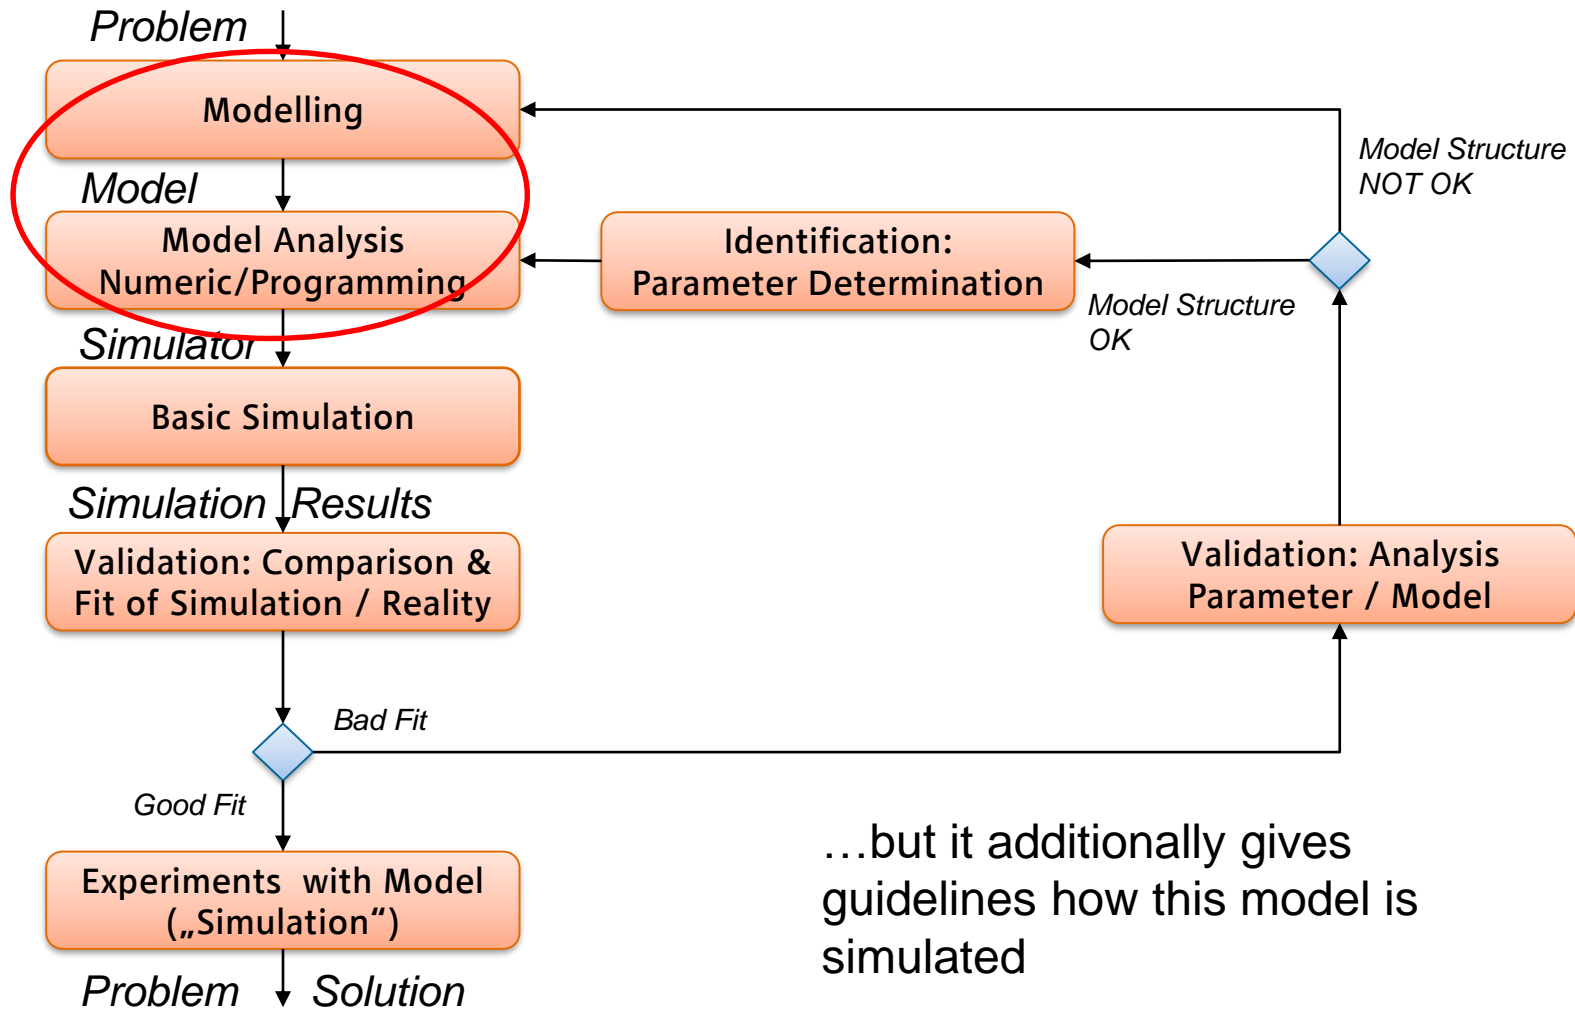 Problem
Modelling
Model
Model Analysis
Numeric/Programming
Simulator
Basic Simulation
Simulation Results
Validation: Comparison &
Fit of Simulation / Reality
Bad Fit
Good Fit
Experiments with Model
(„Simulation“)
Problem Solution
Identification:
Parameter Determination
Model Structure
OK
Model Structure
NOT OK
Validation: Analysis
Parameter / Model
…but it additionally gives
guidelines how this model is
simulated